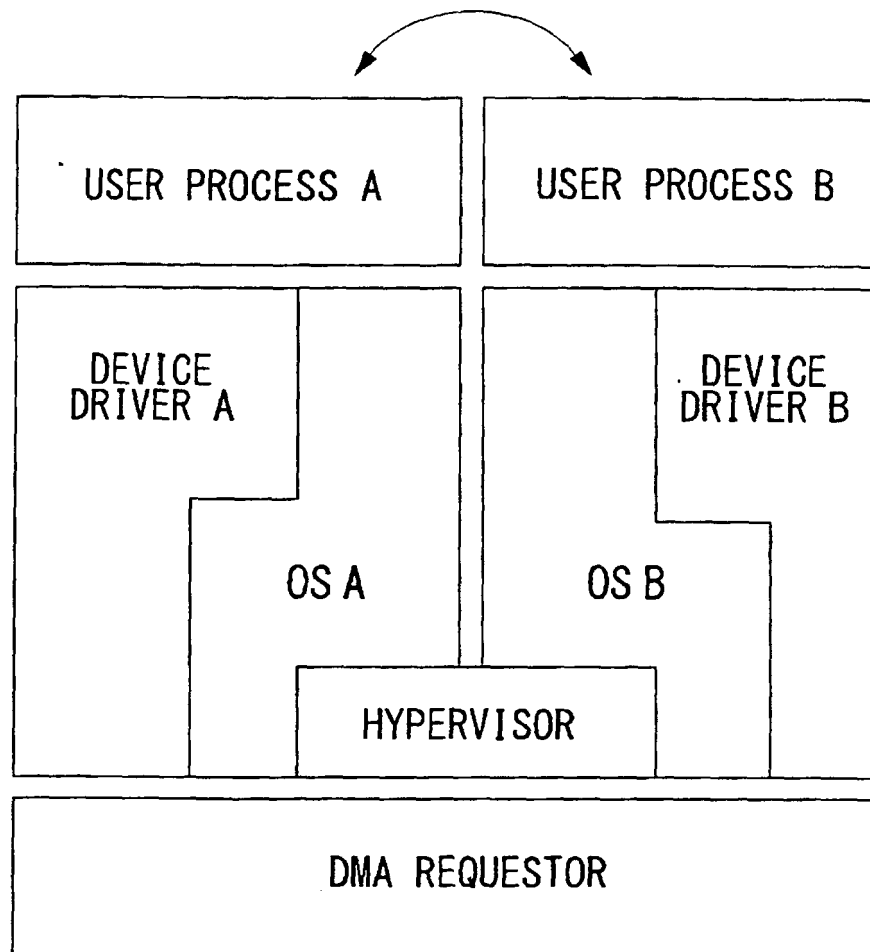 USER PROCESS A
USER PROCESS B
DEVICE
DRIVER A
DEVICE
DRIVER B
OS A
OS B
HYPERVISOR
DMA REQUESTOR